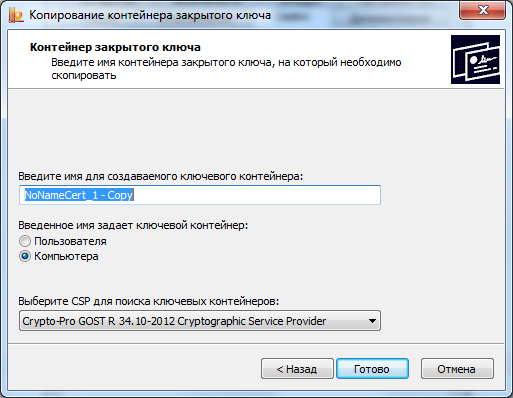 Копирование контейнера закрытого ключа
Контейнер закрытого ключа
Введите имя контейнера закрытого ключа, на который необходимо
скопировать
Введите имя для создаваемого ключевого контейнера:
NoNameCert_1 - Copy
Введенное имя задает ключевой контейнер:
Пользователя
Компьютера
Выберите CSP для поиска ключевых контейнеров:
Crypto-Pro GOST R 34.10-2012 Cryptographic Service Provider
< Назад
Готово
Отмена